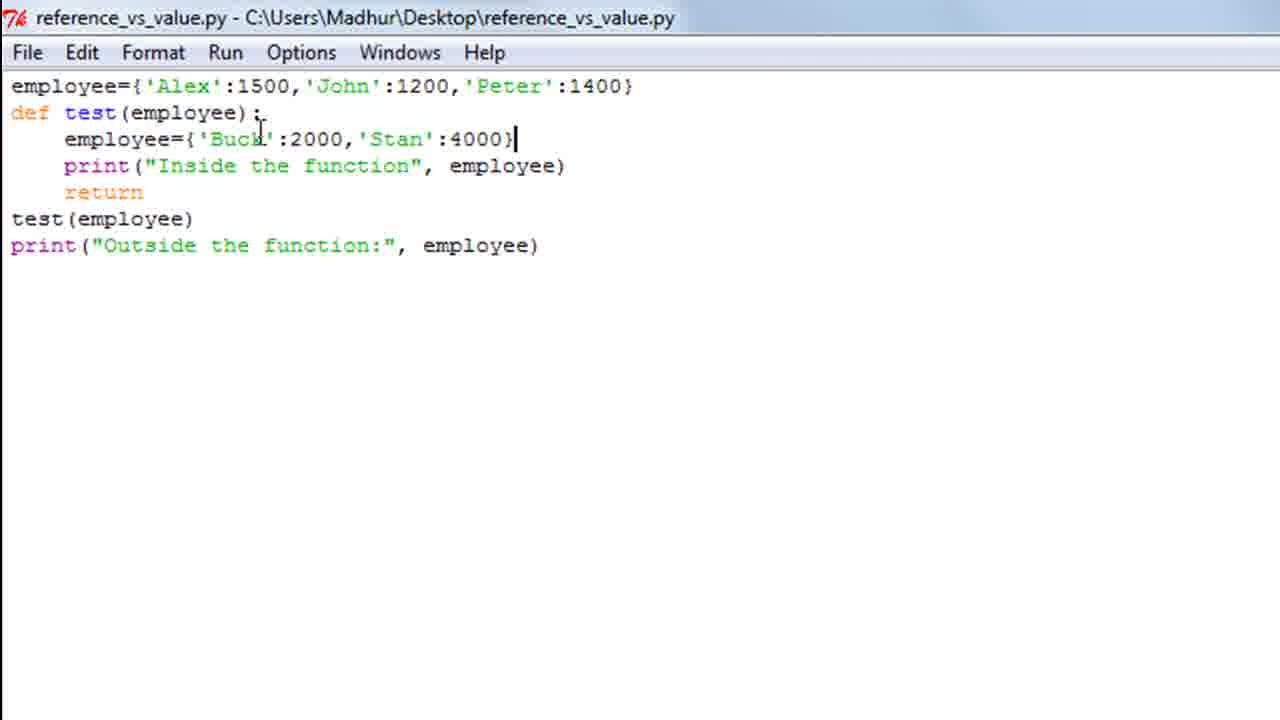 reference_vs_value.py - C:\Users\Madhur\Desktop\reference_vs_value.py
File Edit Format Run Options Windows Help
employee={'Alex':1500,'John':1200,'Peter':1400}
def test(employee):
    employee={'Buck':2000,'Stan':4000}
    print("Inside the function", employee)
    return
test(employee)
print("Outside the function:", employee)